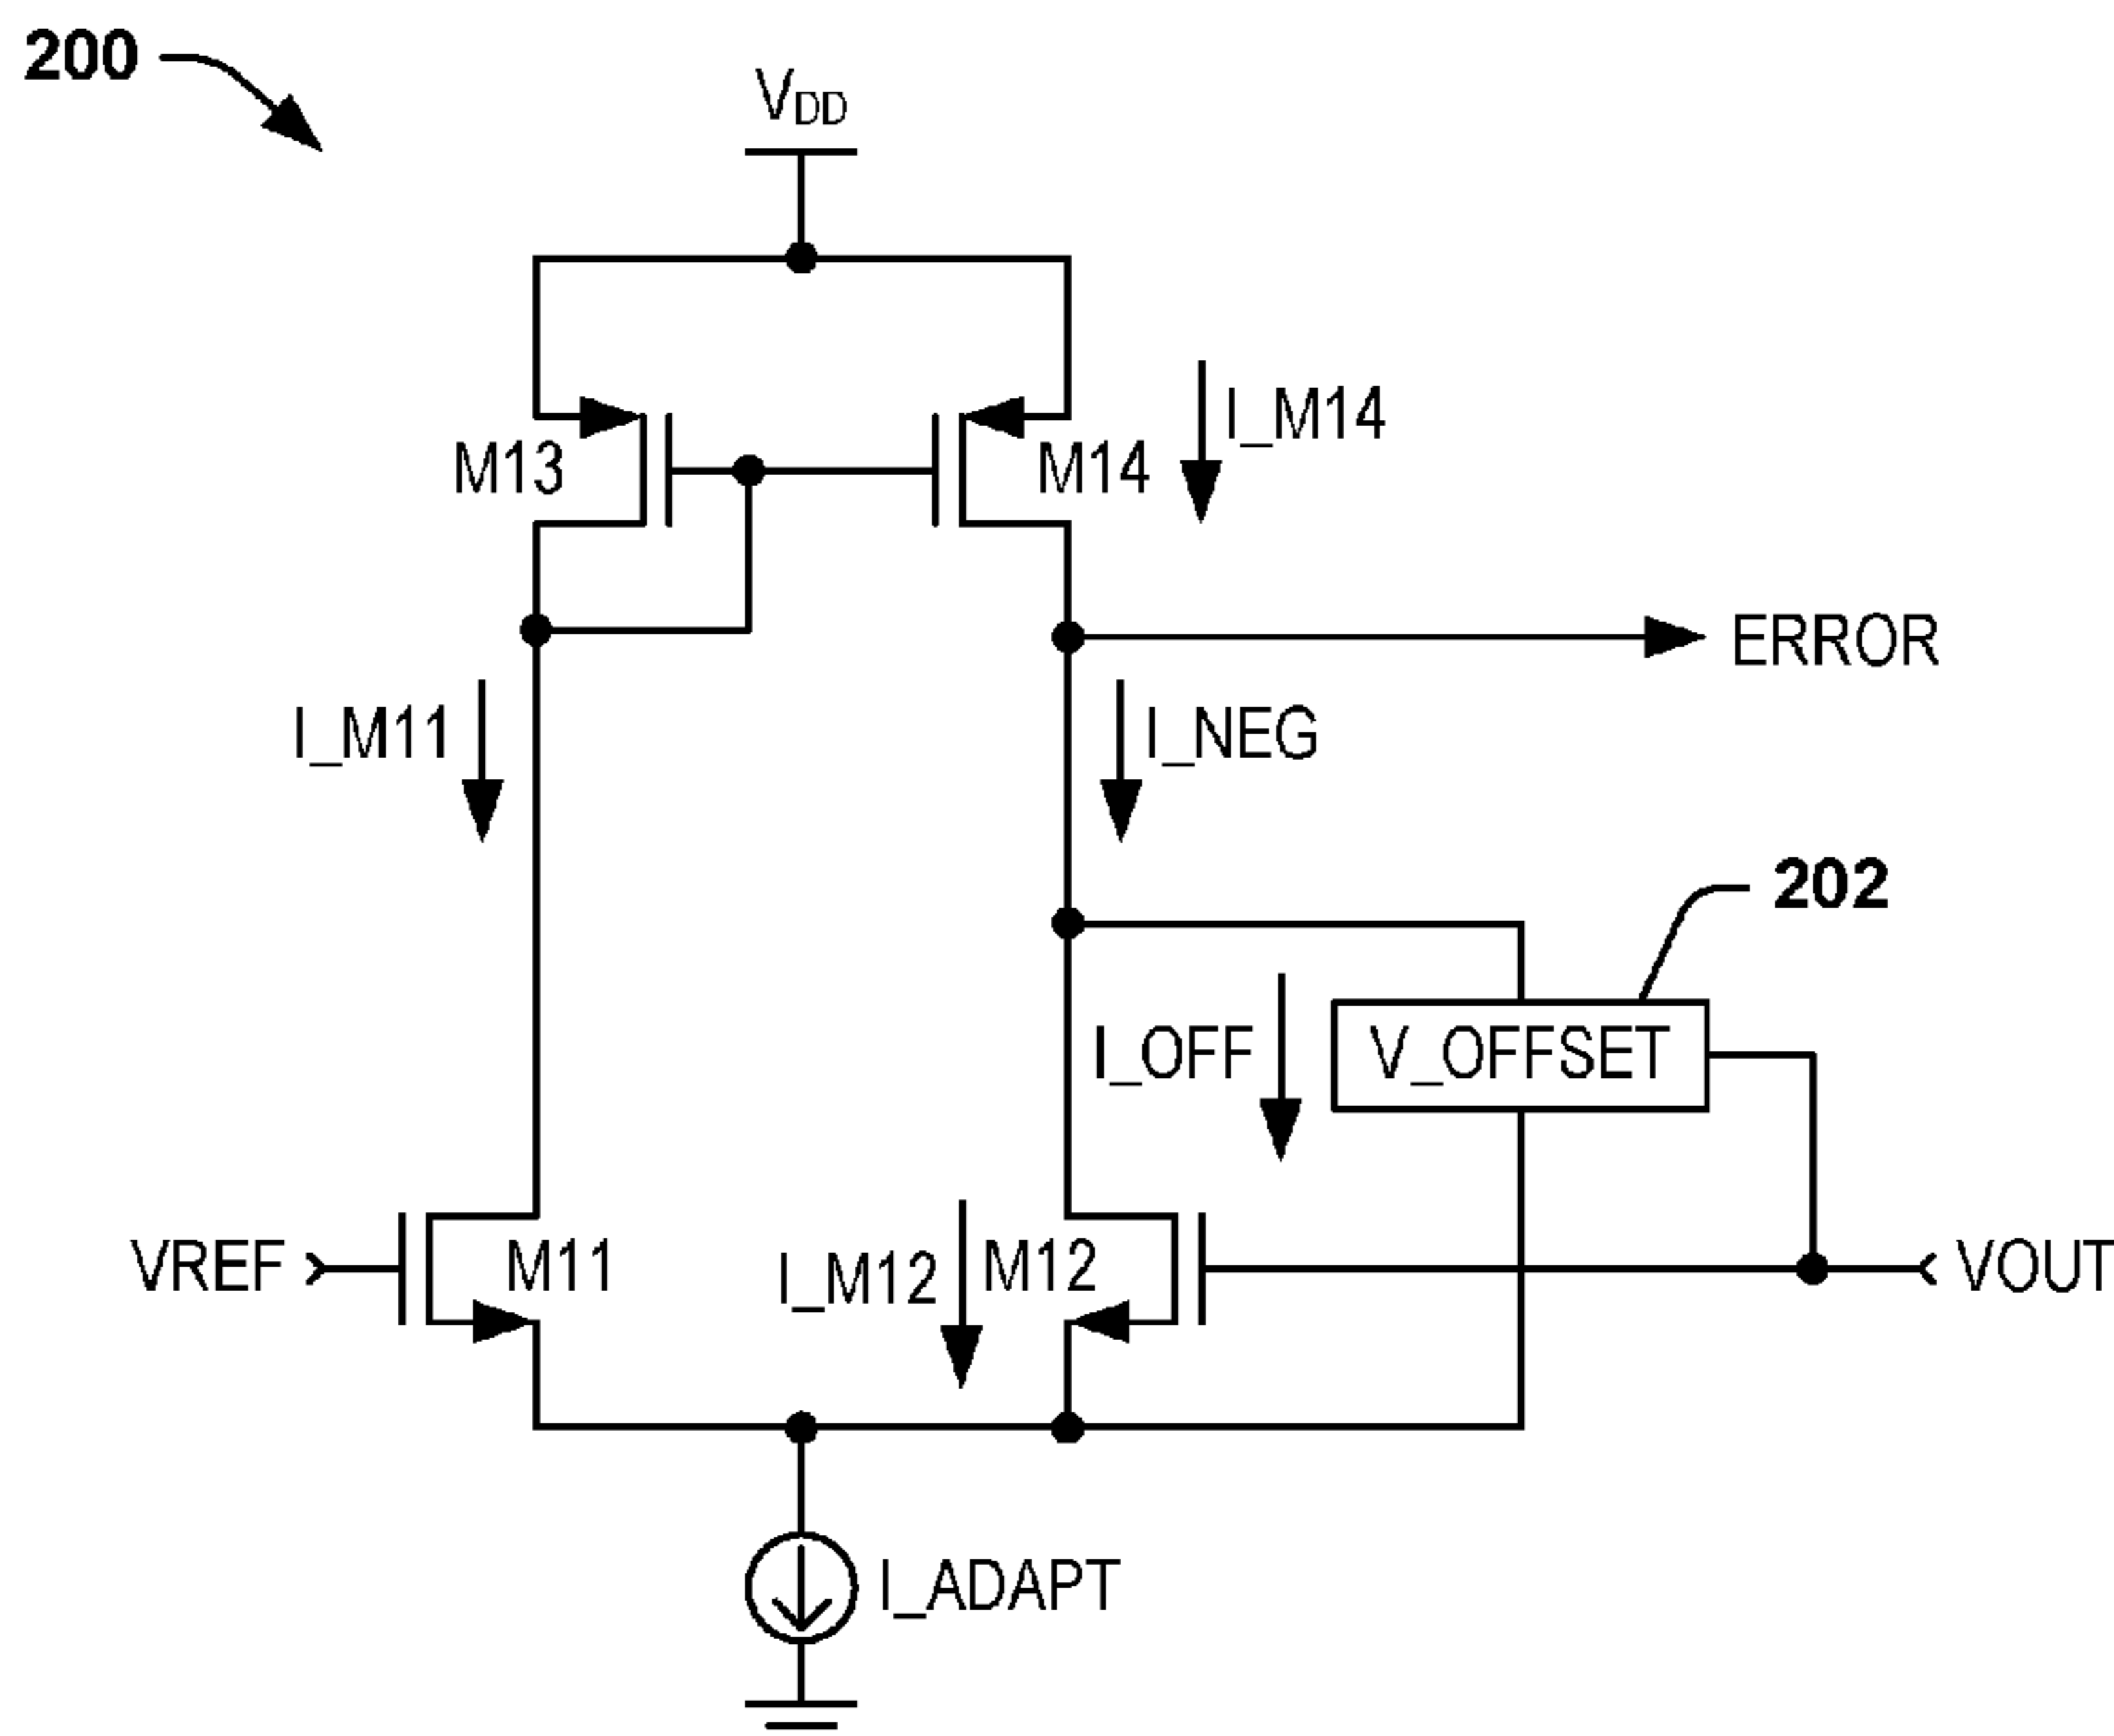 200
VDD
I_M14
M13
M14
ERROR
I_M11
I_NEG
202
I_OFF
V_OFFSET
VREF
M11
I_M12
M12
VOUT
I_ADAPT